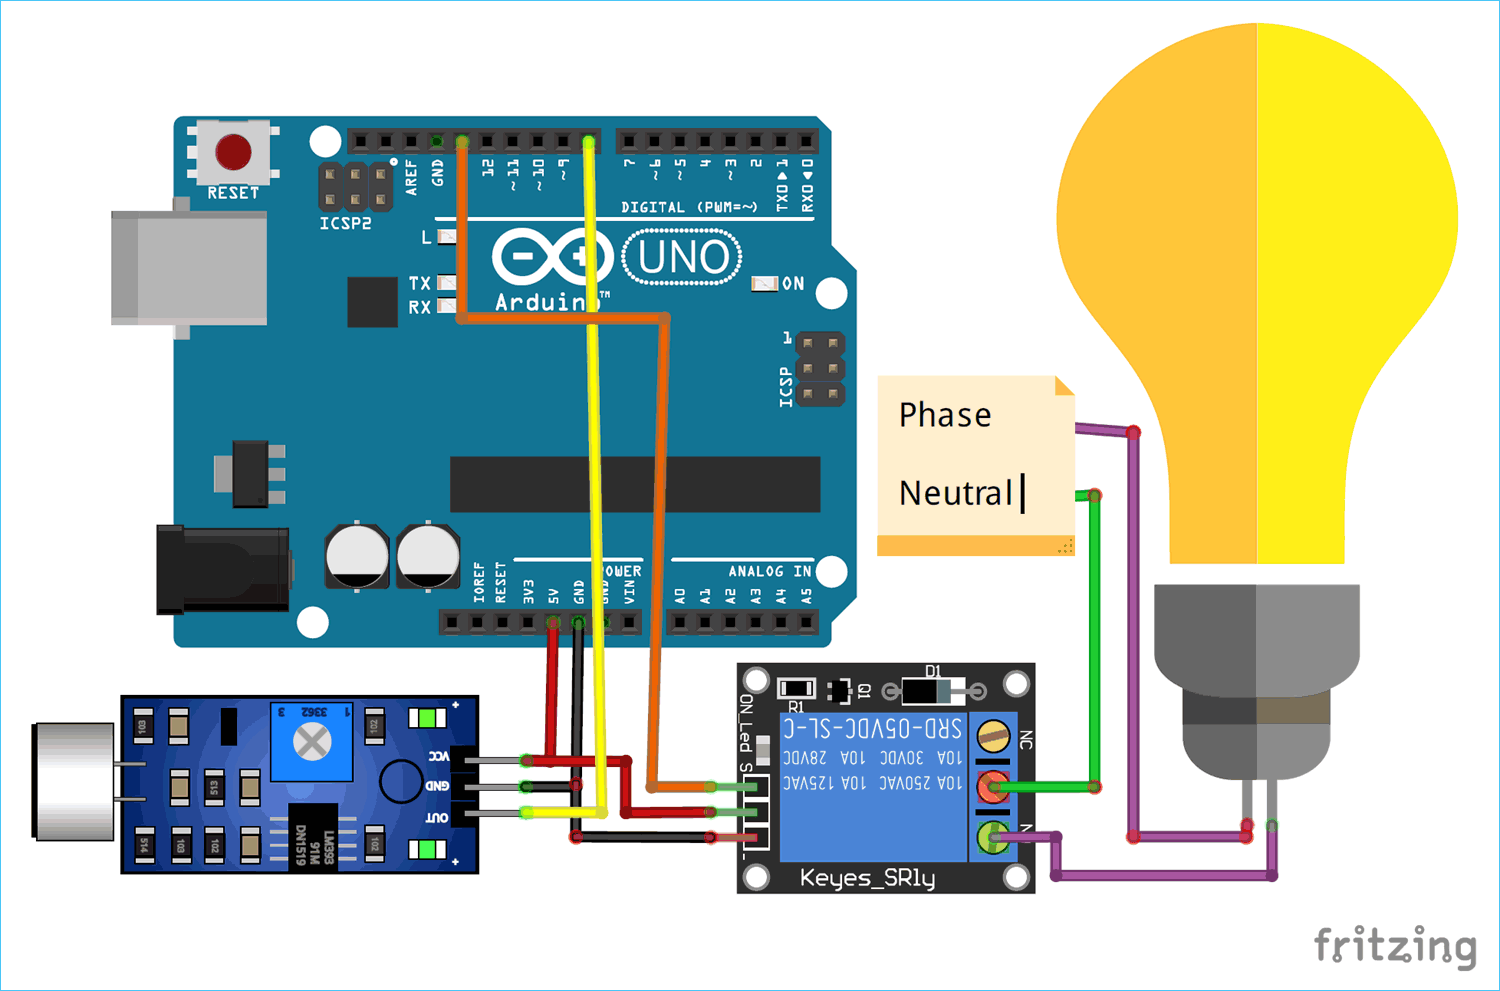 RESET
ICSP2
AREF
GND
12
~11
~10
~9
7
~6
~5
4
~3
2
TX0▶1
RX0◀0
DIGITAL (PWM=~)
L
TX
RX
Arduino™
UNO
ON
1
ICSP
Phase
Neutral
IOREF
RESET
3V3
5V
GND
GND
VIN
POWER
ANALOG IN
A0
A1
A2
A3
A4
A5
103
3 3362 1
102
VCC
GND
OUT
513
514
103
102
LM393
91M
DN1519
102
ON_Led
S
-
R1
Q1
D1
SRD-05VDC-SL-C
10A 30VDC 10A 28VDC
10A 250VAC 10A 125VAC
NC
N
Keyes_SRly
fritzing